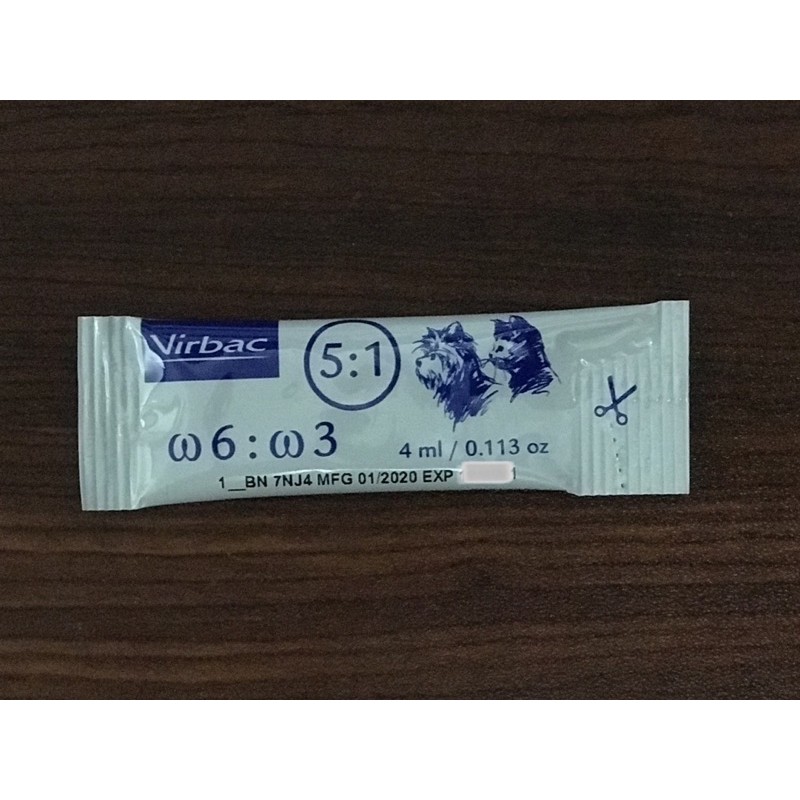 Virbac
5:1
ω6:ω3
4 ml / 0.113 oz
1__BN 7NJ4 MFG 01/2020 EXP